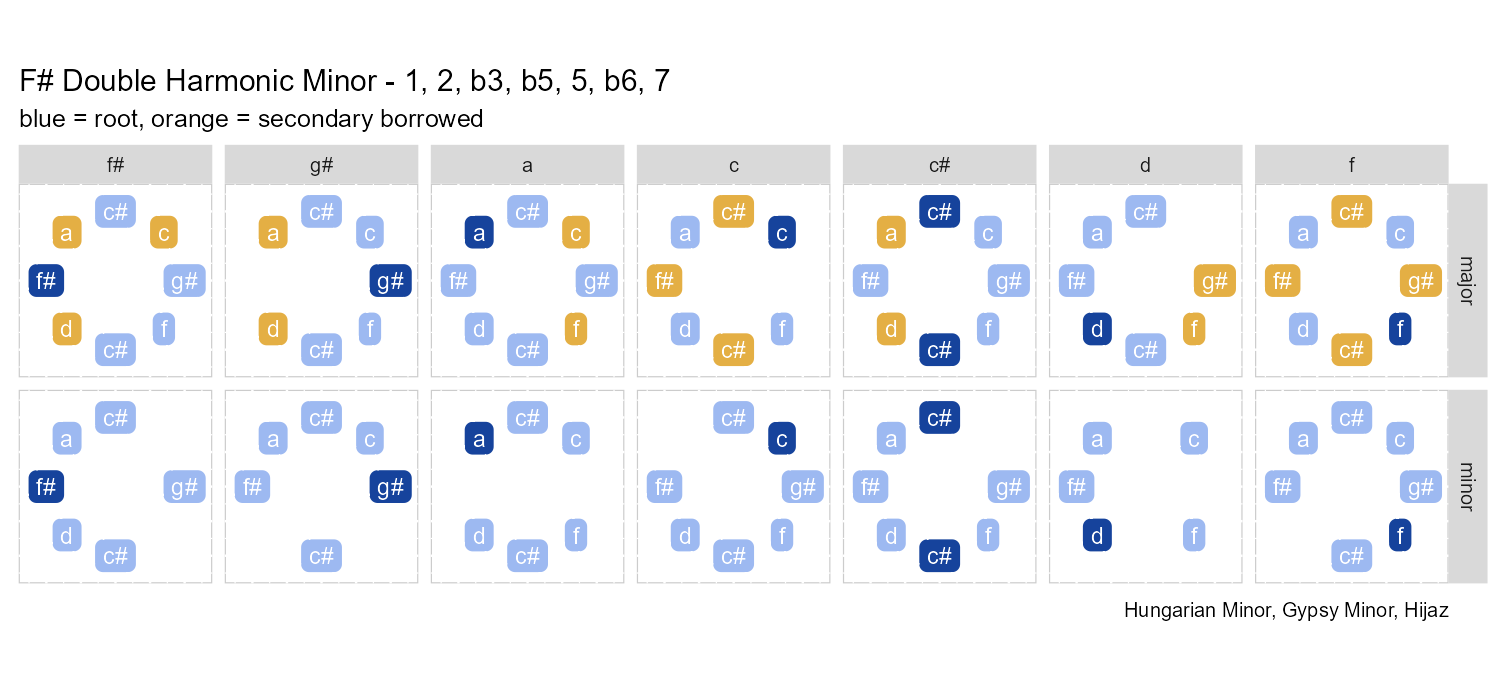 F# Double Harmonic Minor - 1, 2, b3, b5, 5, b6, 7
blue = root, orange = secondary borrowed
f# g# a c c# d f
c# c# c# c# c# c# c#
a c a c a c a c a c a a c
f# g# g# f# g# f# f# g# f# g# f# g#
d f d f d f d f d f d f d f
c# c# c# c# c# c# c#
major
c# c# c# c# c# c#
a a c a c c a a c a c
f# g# f# g# f# g# f# g# f# f# g#
d d f d f d f d f f
c# c# c# c# c# c#
minor
Hungarian Minor, Gypsy Minor, Hijaz